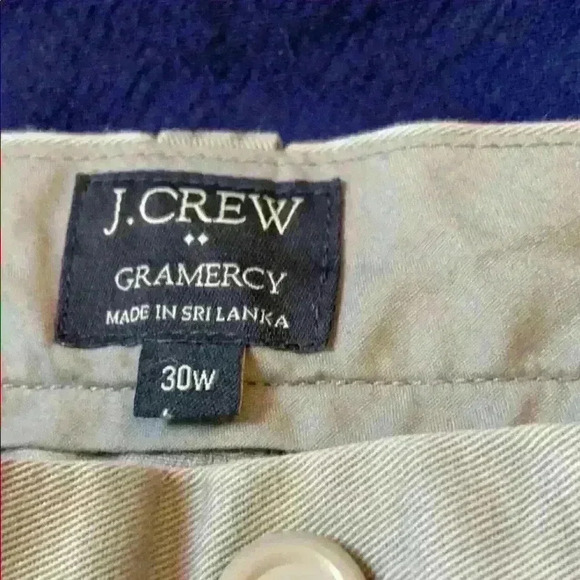 J.CREW
GRAMERCY
MADE IN SRI LANKA
30W